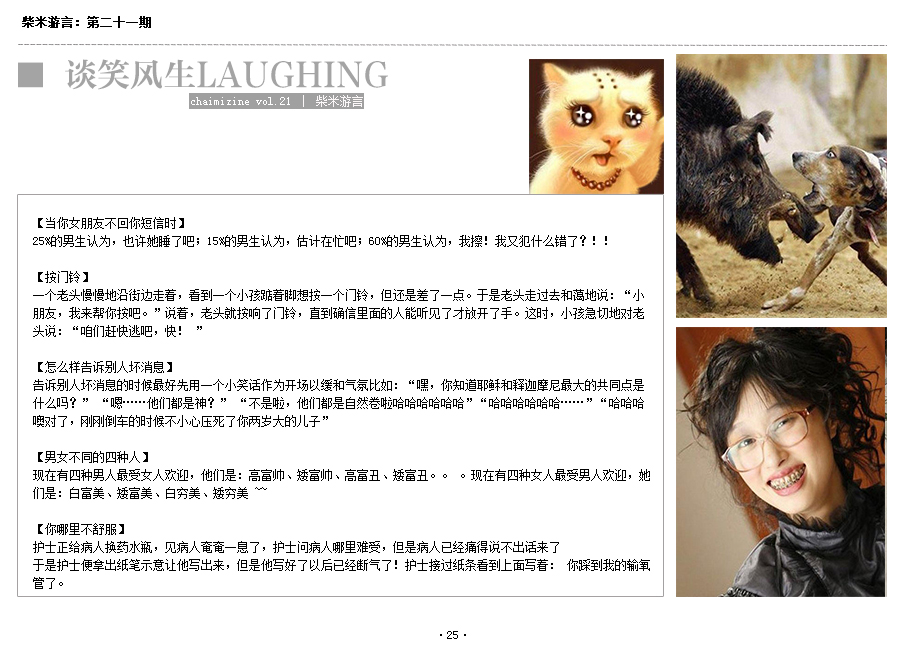 柴米游言：第二十一期
谈笑风生LAUGHING
chaimizine vol.21 ｜ 柴米游言
【当你女朋友不回你短信时】
25%的男生认为，也许她睡了吧；15%的男生认为，估计在忙吧；60%的男生认为，我擦！我又犯什么错了？！！
【按门铃】
一个老头慢慢地沿街边走着，看到一个小孩踮着脚想按一个门铃，但还是差了一点。于是老头走过去和蔼地说：“小
朋友，我来帮你按吧。”说着，老头就按响了门铃，直到确信里面的人能听见了才放开了手。这时，小孩急切地对老
头说：“咱们赶快逃吧，快！ ”
【怎么样告诉别人坏消息】
告诉别人坏消息的时候最好先用一个小笑话作为开场以缓和气氛比如：“嘿，你知道耶稣和释迦摩尼最大的共同点是
什么吗？” “嗯……他们都是神？” “不是啦，他们都是自然卷啦哈哈哈哈哈哈”“哈哈哈哈哈哈……”“哈哈哈
噢对了，刚刚倒车的时候不小心压死了你两岁大的儿子”
【男女不同的四种人】
现在有四种男人最受女人欢迎，他们是：高富帅、矮富帅、高富丑、矮富丑。。 。现在有四种女人最受男人欢迎，她
们是：白富美、矮富美、白穷美、矮穷美 ~~
【你哪里不舒服】
护士正给病人换药水瓶，见病人奄奄一息了，护士问病人哪里难受，但是病人已经痛得说不出话来了
于是护士便拿出纸笔示意让他写出来，但是他写好了以后已经断气了！护士接过纸条看到上面写着： 你踩到我的输氧
管了。
·25·